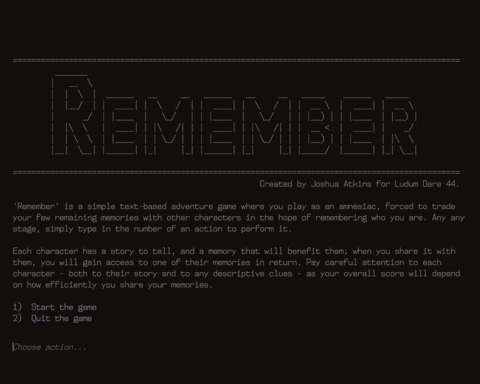 REMEMBER
Created by Joshua Atkins for Ludum Dare 44.
'Remember' is a simple text-based adventure game where you play as an amnesiac, forced to trade
your few remaining memories with other characters in the hope of remembering who you are. Any any
stage, simply type in the number of an action to perform it.
Each character has a story to tell, and a memory that will benefit them; when you share it with
them, you will gain access to one of their memories in return. Pay careful attention to each
character - both to their story and to any descriptive clues - as your overall score will depend
on how efficiently you share your memories.
1) Start the game
2) Quit the game
Choose action...